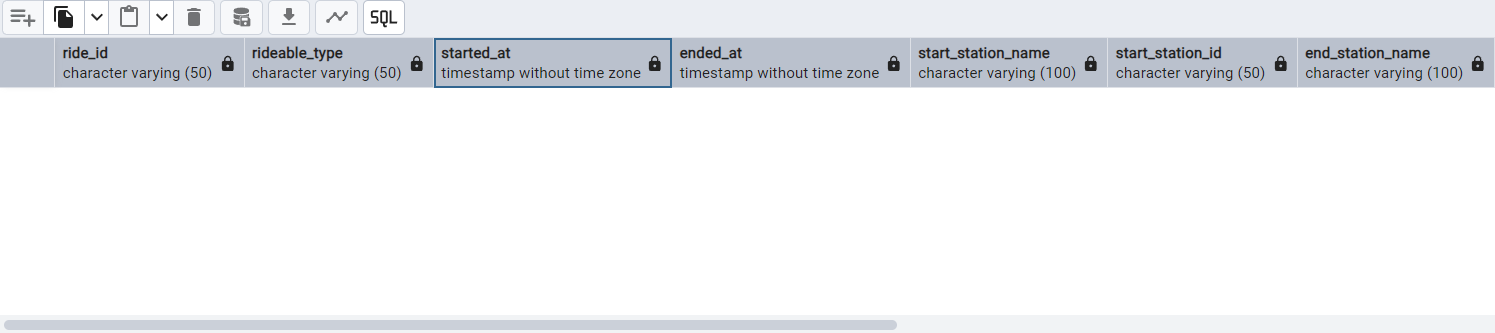 SQL
ride_id rideable_type started_at ended_at start_station_name start_station_id end_station_name
character varying (50) character varying (50) timestamp without time zone timestamp without time zone character varying (100) character varying (50) character varying (100)